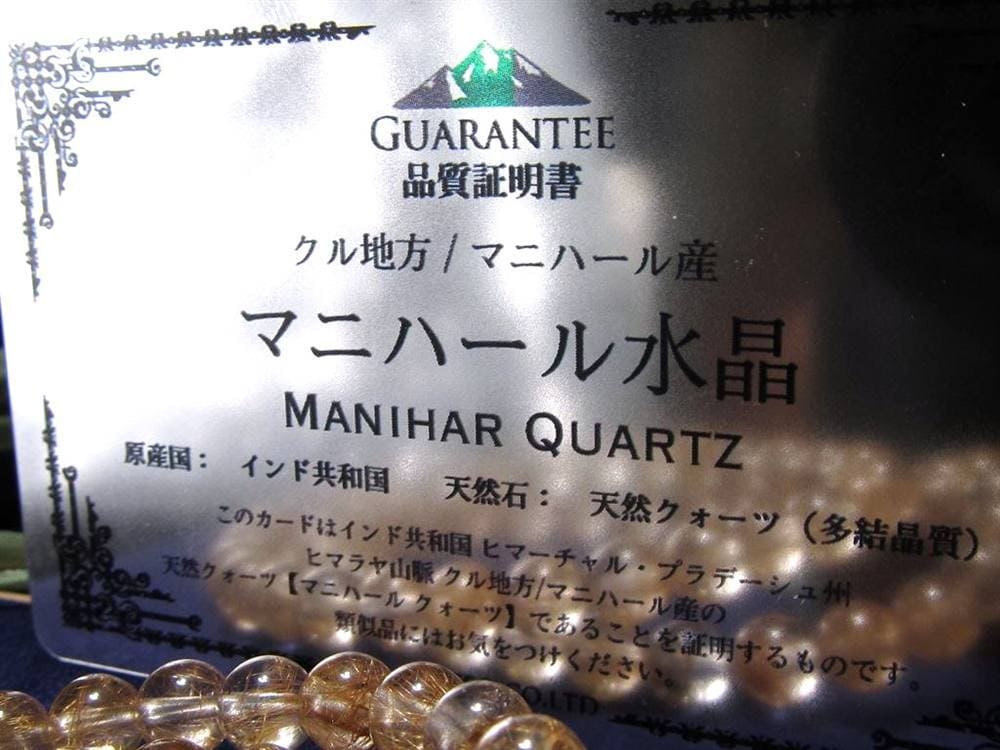 GUARANTEE
品質証明書
クル地方 / マニハール産
マニハール水晶
MANIHAR QUARTZ
原産国： インド共和国 天然石： 天然クォーツ（多結晶質）
このカードはインド共和国 ヒマーチャル・プラデーシュ州
ヒマラヤ山脈 クル地方/マニハール産の
天然クォーツ【マニハール クォーツ】であることを証明するものです。
類似品にはお気をつけください。
CO.LTD